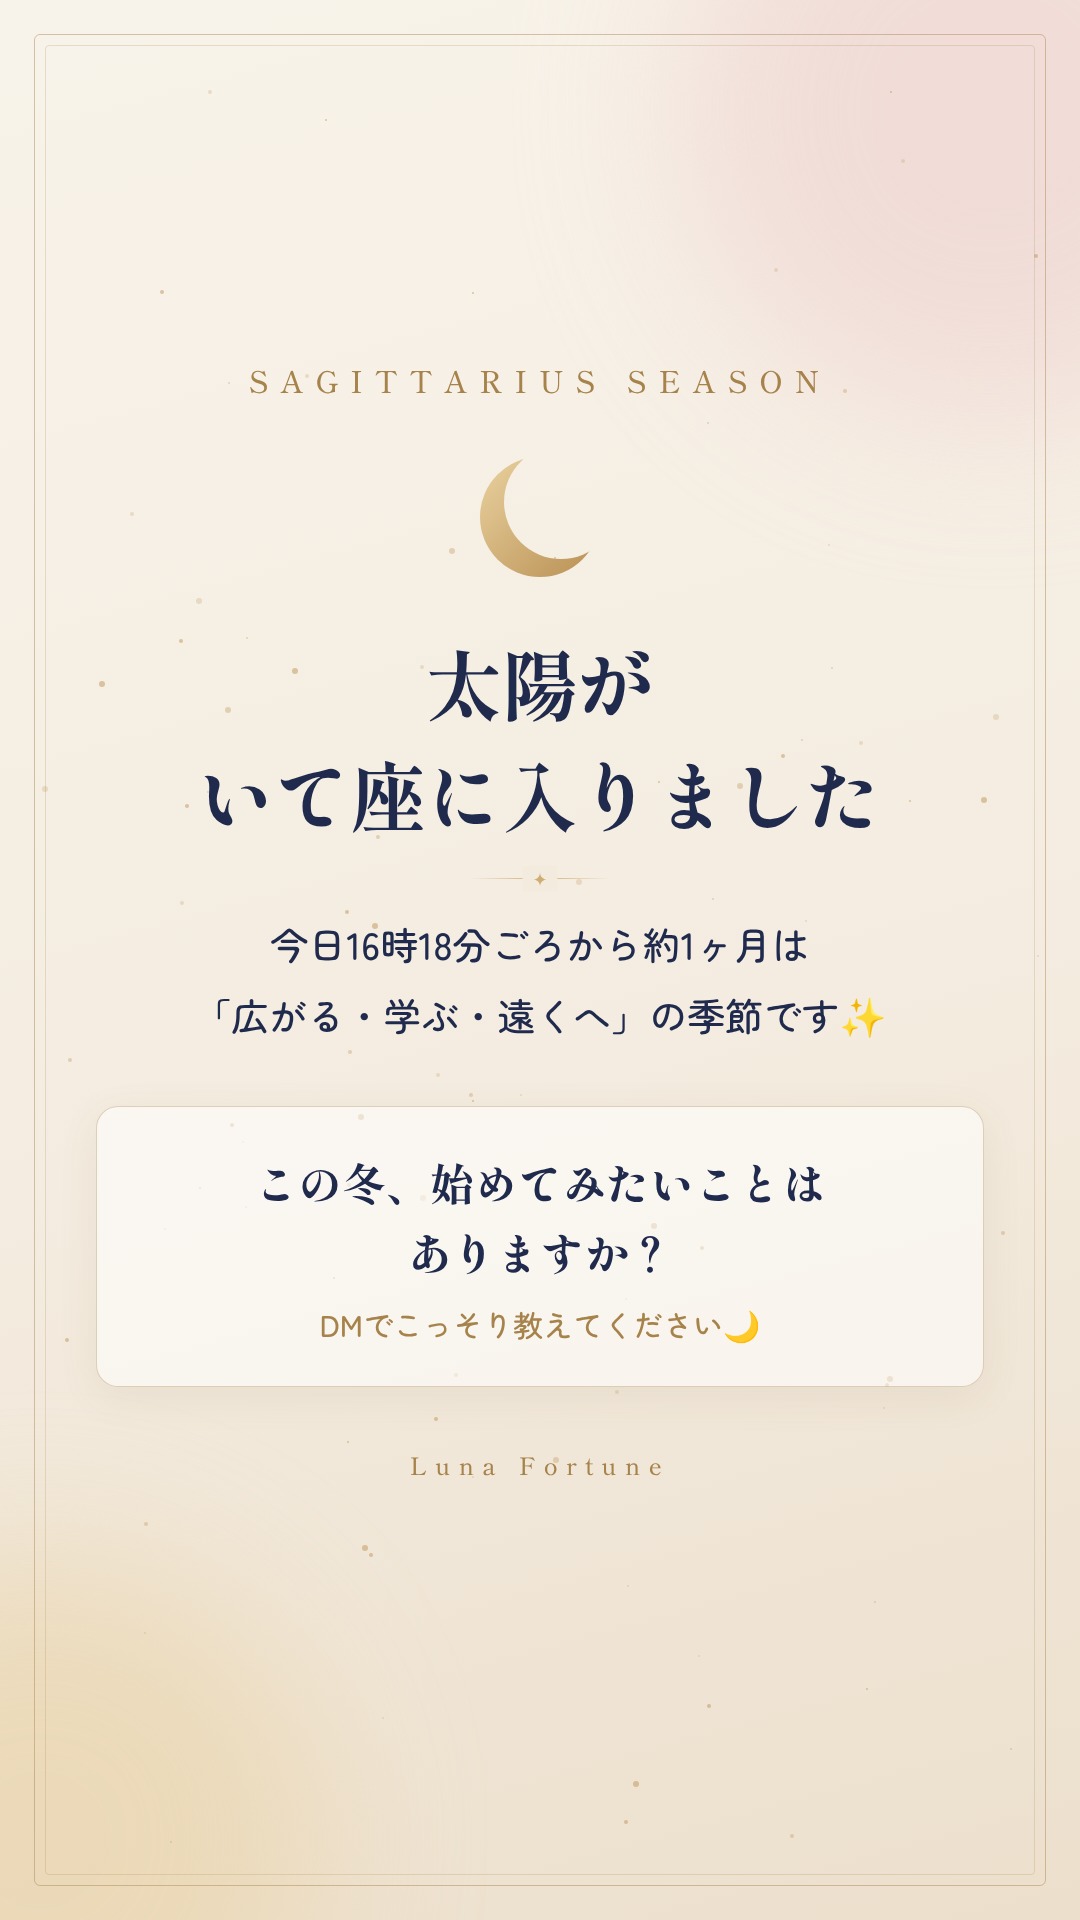 SAGITTARIUS SEASON
太陽が
いて座に入りました
今日16時18分ごろから約1ヶ月は
「広がる・学ぶ・遠くへ」の季節です✨
この冬、始めてみたいことは
ありますか？
DMでこっそり教えてください🌙
Luna Fortune